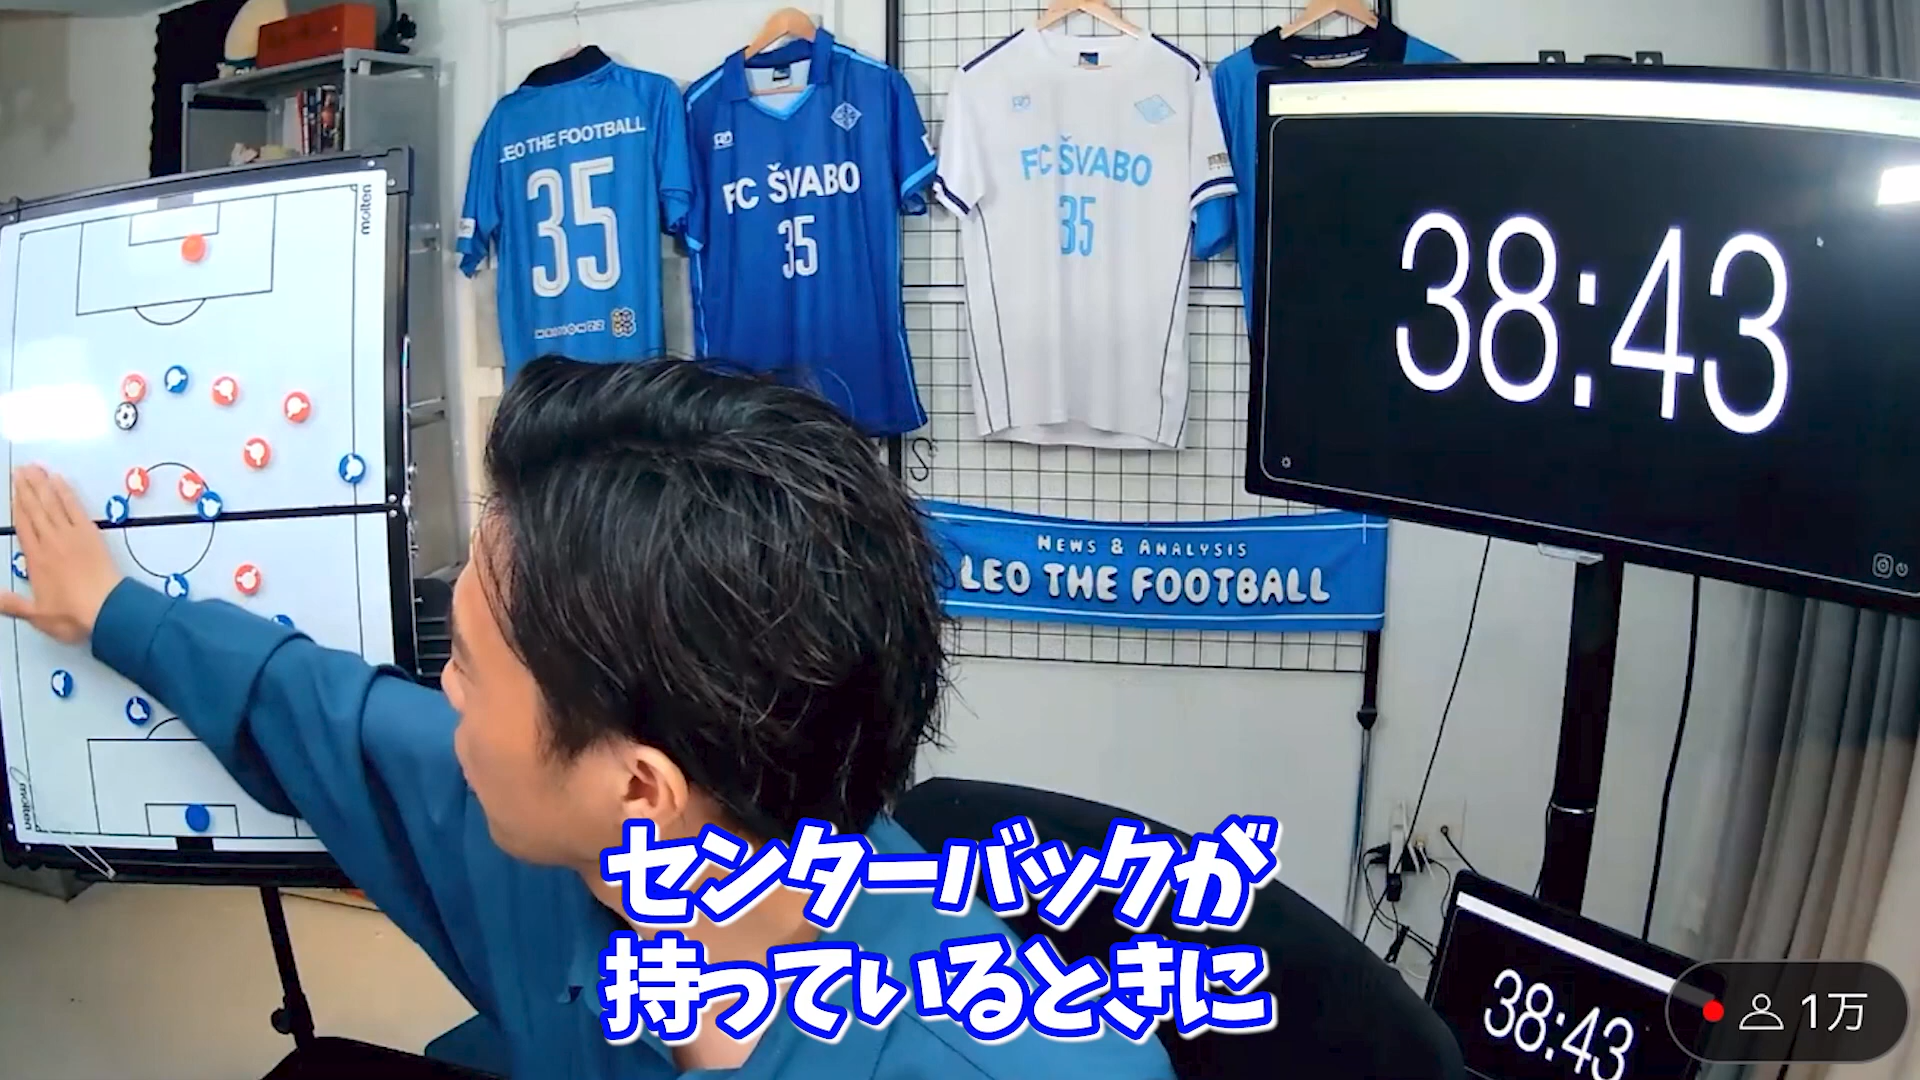 molten
LEO THE FOOTBALL
35
FC ŠVABO
35
FC ŠVABO
35
38:43
NEWS & ANALYSIS
LEO THE FOOTBALL
molten
センターバックが
持っているときに
38:43
1万